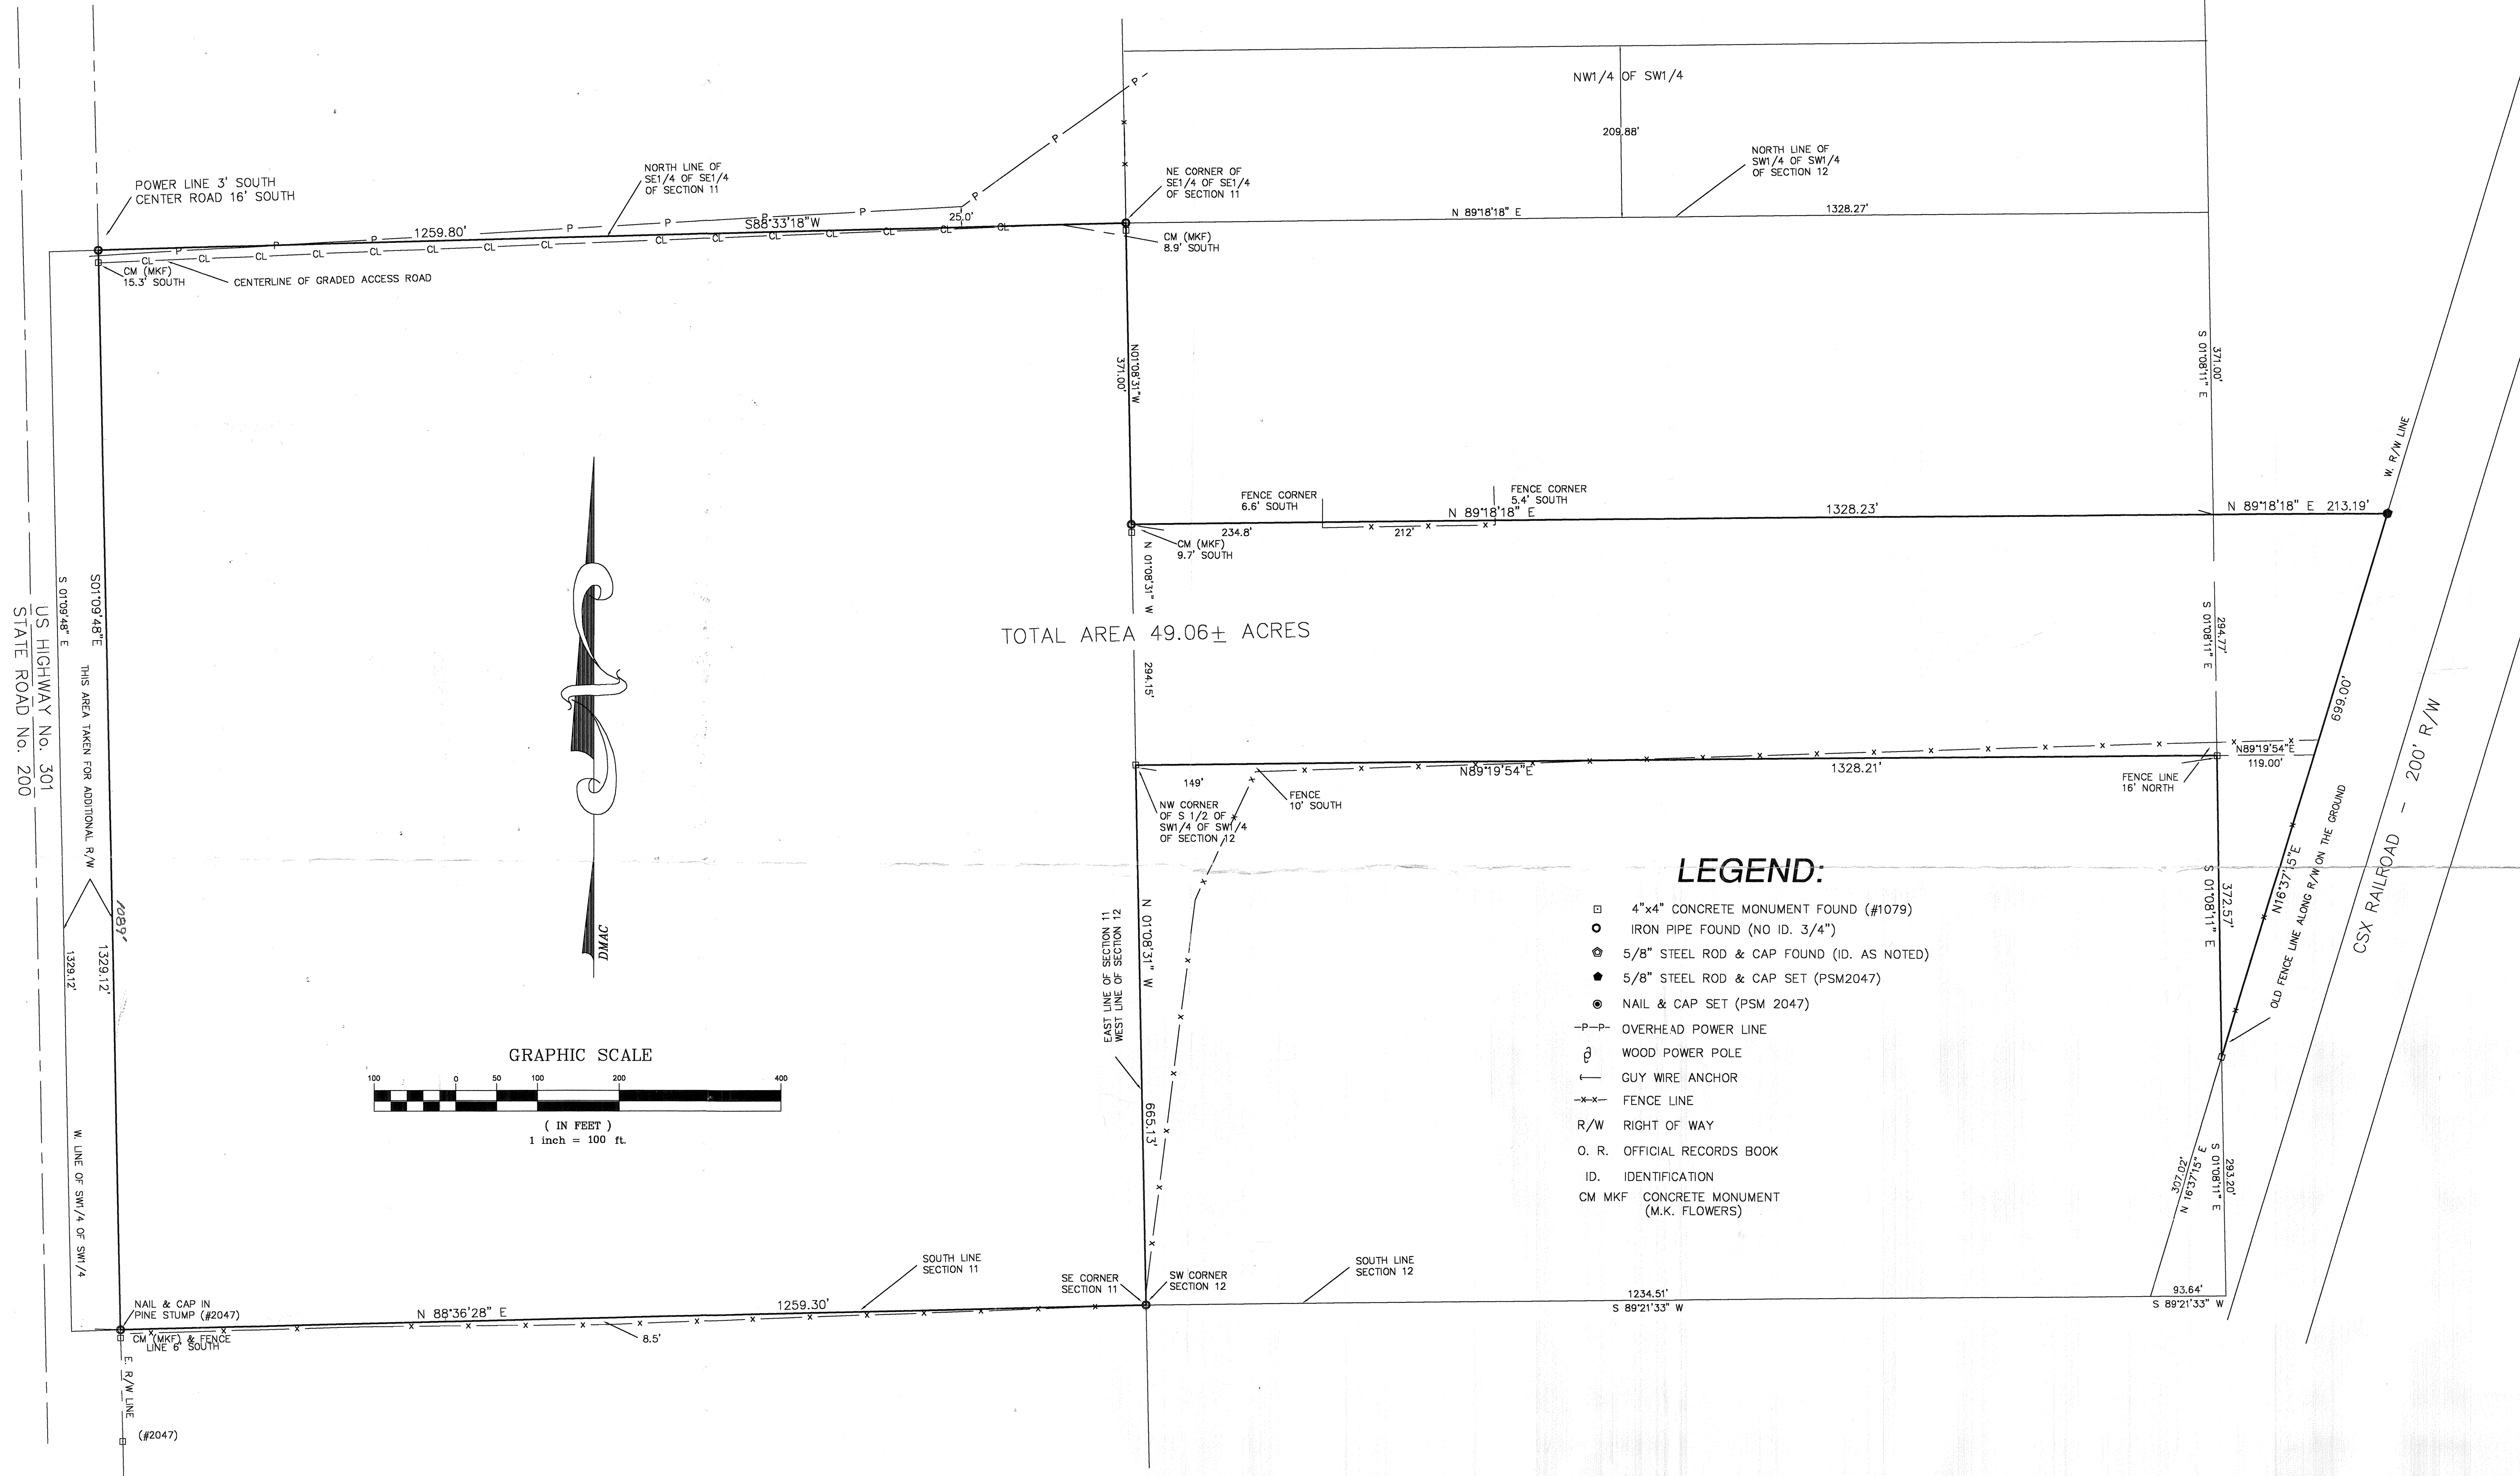 NW1/4 OF SW1/4
209.88'
NORTH LINE OF
SW1/4 OF SW1/4
OF SECTION 12
N 89°18'18" E
1328.27'
NE CORNER OF
SE1/4 OF SE1/4
OF SECTION 11
CM (MKF)
8.9' SOUTH
NORTH LINE OF
SE1/4 OF SE1/4
OF SECTION 11
POWER LINE 3' SOUTH
CENTER ROAD 16' SOUTH
1259.80'
S88°33'18"W
25.0'
P P P P P P P P P P
CL CL CL CL CL CL CL CL CL CL CL CL CL CL CL
CM (MKF)
15.3' SOUTH
CENTERLINE OF GRADED ACCESS ROAD
N01°08'31"W
371.00'
371.00'
S 01°08'11" E
W. R/W LINE
FENCE CORNER
6.6' SOUTH
FENCE CORNER
5.4' SOUTH
N 89°18'18" E
1328.23'
N 89°18'18" E 213.19'
234.8'
212'
CM (MKF)
9.7' SOUTH
N 01°08'31" W
294.15'
294.77'
S 01°08'11" E
TOTAL AREA 49.06± ACRES
S01°09'48"E
S 01°09'48" E
US HIGHWAY No. 301
STATE ROAD No. 200
THIS AREA TAKEN FOR ADDITIONAL R/W
1089'
1329.12'
1329.12'
W. LINE OF SW1/4 OF SW1/4
699.00'
N89°19'54"E
119.00'
FENCE LINE
16' NORTH
N89°19'54"E
1328.21'
149'
FENCE
10' SOUTH
NW CORNER
OF S 1/2 OF
SW1/4 OF SW1/4
OF SECTION 12
N16°37'15"E
OLD FENCE LINE ALONG R/W ON THE GROUND
CSX RAILROAD - 200' R/W
372.57'
S 01°08'11" E
N 01°08'31" W
665.13'
EAST LINE OF SECTION 11
WEST LINE OF SECTION 12
DMAC
GRAPHIC SCALE
100 0 50 100 200 400
( IN FEET )
1 inch = 100 ft.
LEGEND:
4"x4" CONCRETE MONUMENT FOUND (#1079)
IRON PIPE FOUND (NO ID. 3/4")
5/8" STEEL ROD & CAP FOUND (ID. AS NOTED)
5/8" STEEL ROD & CAP SET (PSM2047)
NAIL & CAP SET (PSM 2047)
-P-P- OVERHEAD POWER LINE
WOOD POWER POLE
GUY WIRE ANCHOR
-x-x- FENCE LINE
R/W RIGHT OF WAY
O. R. OFFICIAL RECORDS BOOK
ID. IDENTIFICATION
CM MKF CONCRETE MONUMENT
(M.K. FLOWERS)
307.02'
N 16°37'15" E
S 01°08'11" E
293.20'
SOUTH LINE
SECTION 11
SE CORNER
SECTION 11
SW CORNER
SECTION 12
SOUTH LINE
SECTION 12
1234.51'
S 89°21'33" W
93.64'
S 89°21'33" W
NAIL & CAP IN
PINE STUMP (#2047)
N 88°36'28" E
1259.30'
8.5'
CM (MKF) & FENCE
LINE 6' SOUTH
E. R/W LINE
(#2047)